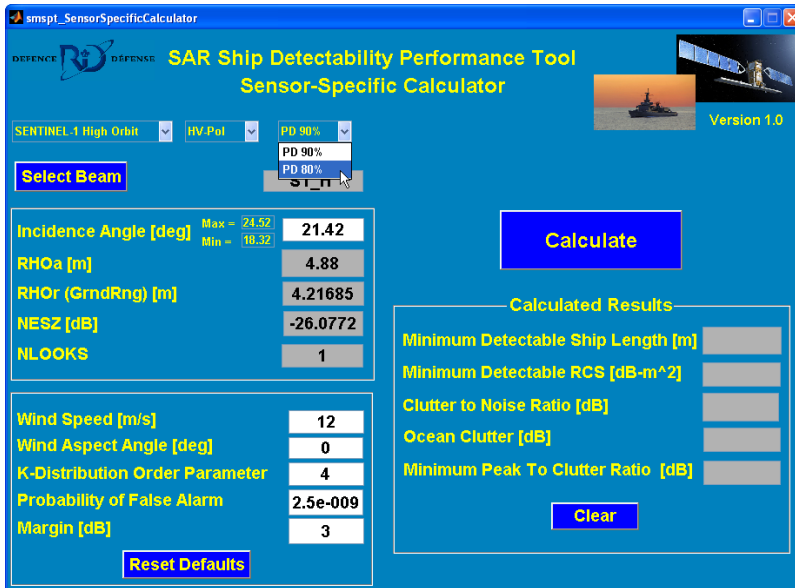 smspt_SensorSpecificCalculator
DEFENCE R&D DÉFENSE
SAR Ship Detectability Performance Tool
Sensor-Specific Calculator
Version 1.0
SENTINEL-1 High Orbit HV-Pol PD 90%
PD 90%
PD 80%
Select Beam
Incidence Angle [deg] Max = 24.52 21.42
Min = 18.32
RHOa [m] 4.88
RHOr (GrndRng) [m] 4.21685
NESZ [dB] -26.0772
NLOOKS 1
Wind Speed [m/s] 12
Wind Aspect Angle [deg] 0
K-Distribution Order Parameter 4
Probability of False Alarm 2.5e-009
Margin [dB] 3
Reset Defaults
Calculate
Calculated Results
Minimum Detectable Ship Length [m]
Minimum Detectable RCS [dB-m^2]
Clutter to Noise Ratio [dB]
Ocean Clutter [dB]
Minimum Peak To Clutter Ratio [dB]
Clear